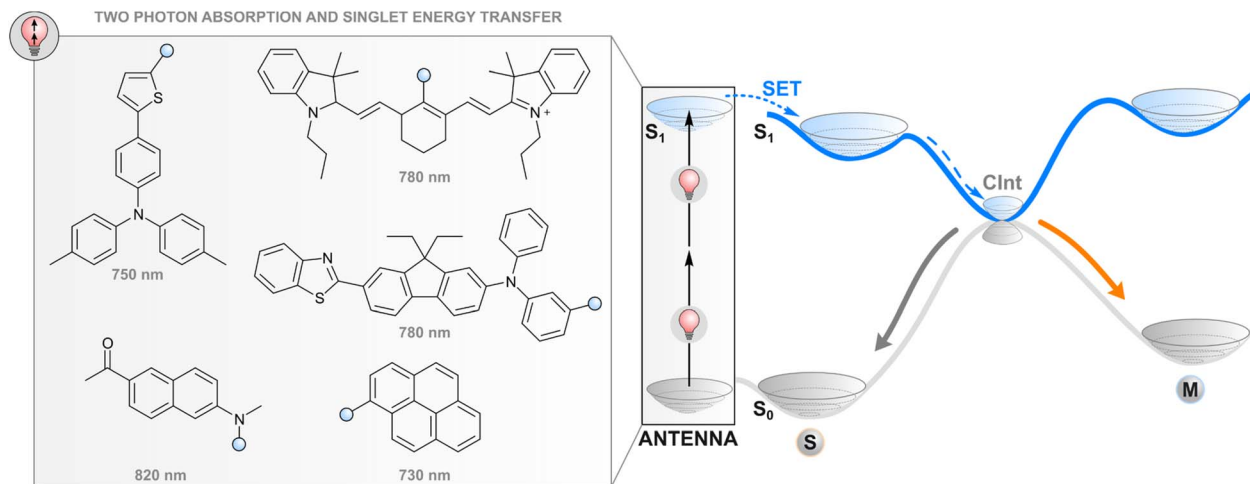 TWO PHOTON ABSORPTION AND SINGLET ENERGY TRANSFER
S
N
750 nm
N
N
+
780 nm
N
S
N
780 nm
O
N
820 nm
730 nm
S1
ANTENNA
SET
S1
CInt
S0
S
M